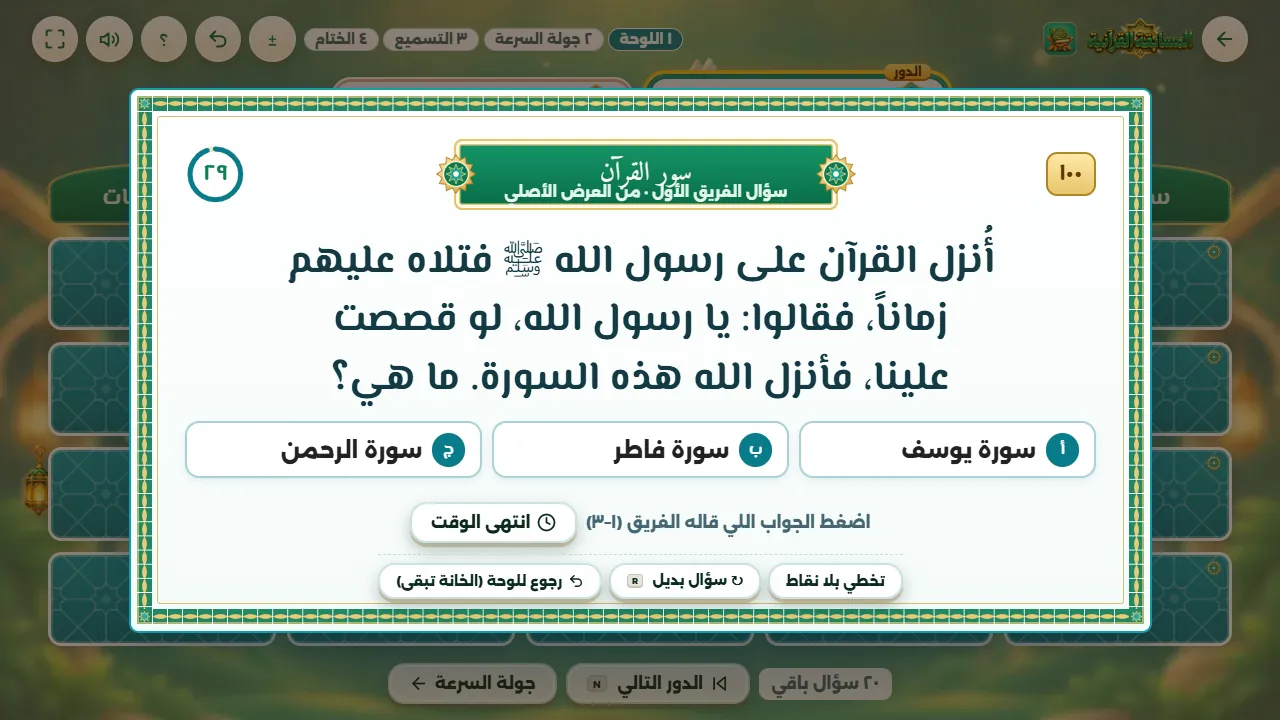 المسابقة القرآنية
١ اللوحة
٢ جولة السرعة
٣ التسميع
٤ الختام
±
؟
الدور
١٠٠
سور القرآن
سؤال الفريق الأول · من العرض الأصلي
٢٩
أُنزل القرآن على رسول الله ﷺ فتلاه عليهم
زماناً، فقالوا: يا رسول الله، لو قصصت
علينا، فأنزل الله هذه السورة. ما هي؟
أ سورة يوسف
ب سورة فاطر
ج سورة الرحمن
اضغط الجواب اللي قاله الفريق (١-٣)
انتهى الوقت
تخطي بلا نقاط
↻ سؤال بديل R
رجوع للوحة (الخانة تبقى)
٢٠ سؤال باقي
الدور التالي N
جولة السرعة ←